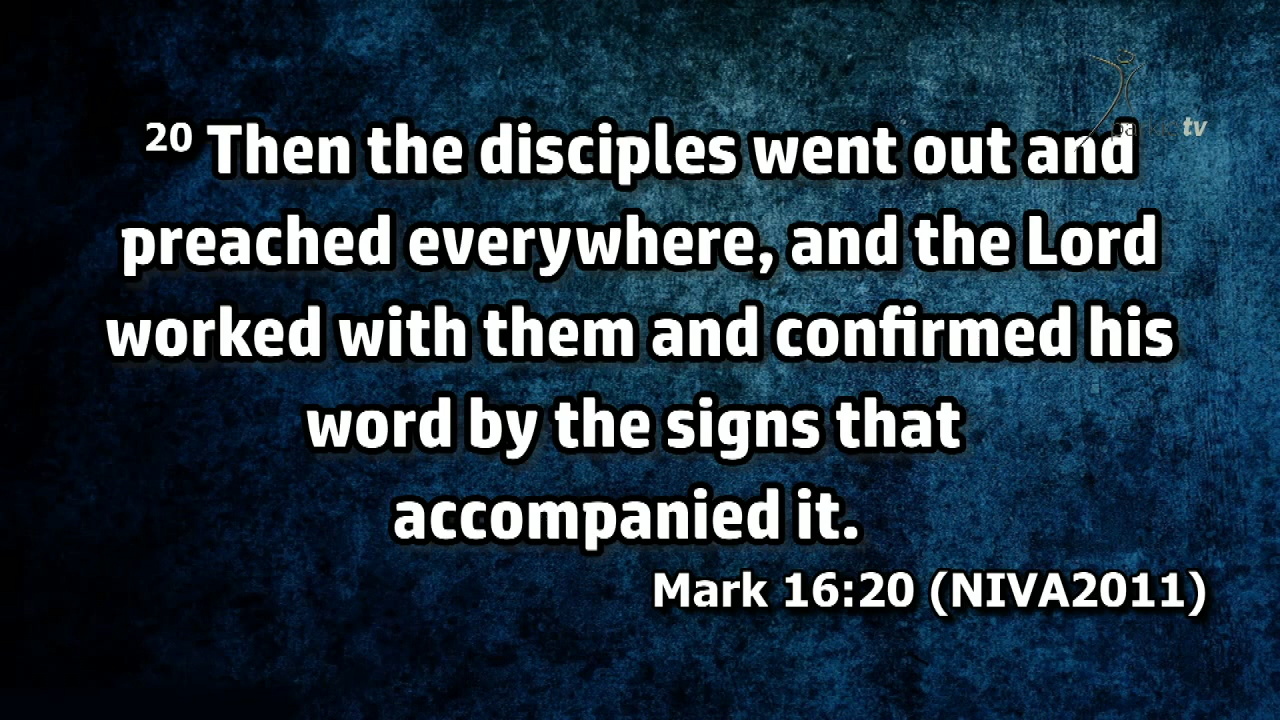 20 Then the disciples went out and
preached everywhere, and the Lord
worked with them and confirmed his
word by the signs that
accompanied it.
Mark 16:20 (NIVA2011)
tv